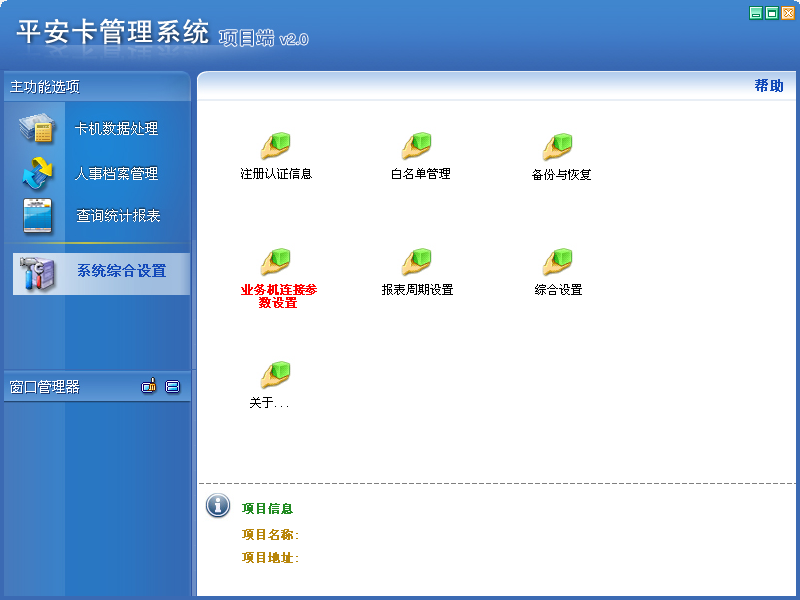 平安卡管理系统 项目端 v2.0
主功能选项
帮助
卡机数据处理
人事档案管理
查询统计报表
系统综合设置
窗口管理器
注册认证信息
白名单管理
备份与恢复
业务机连接参
数设置
报表周期设置
综合设置
关于...
项目信息
项目名称:
项目地址: